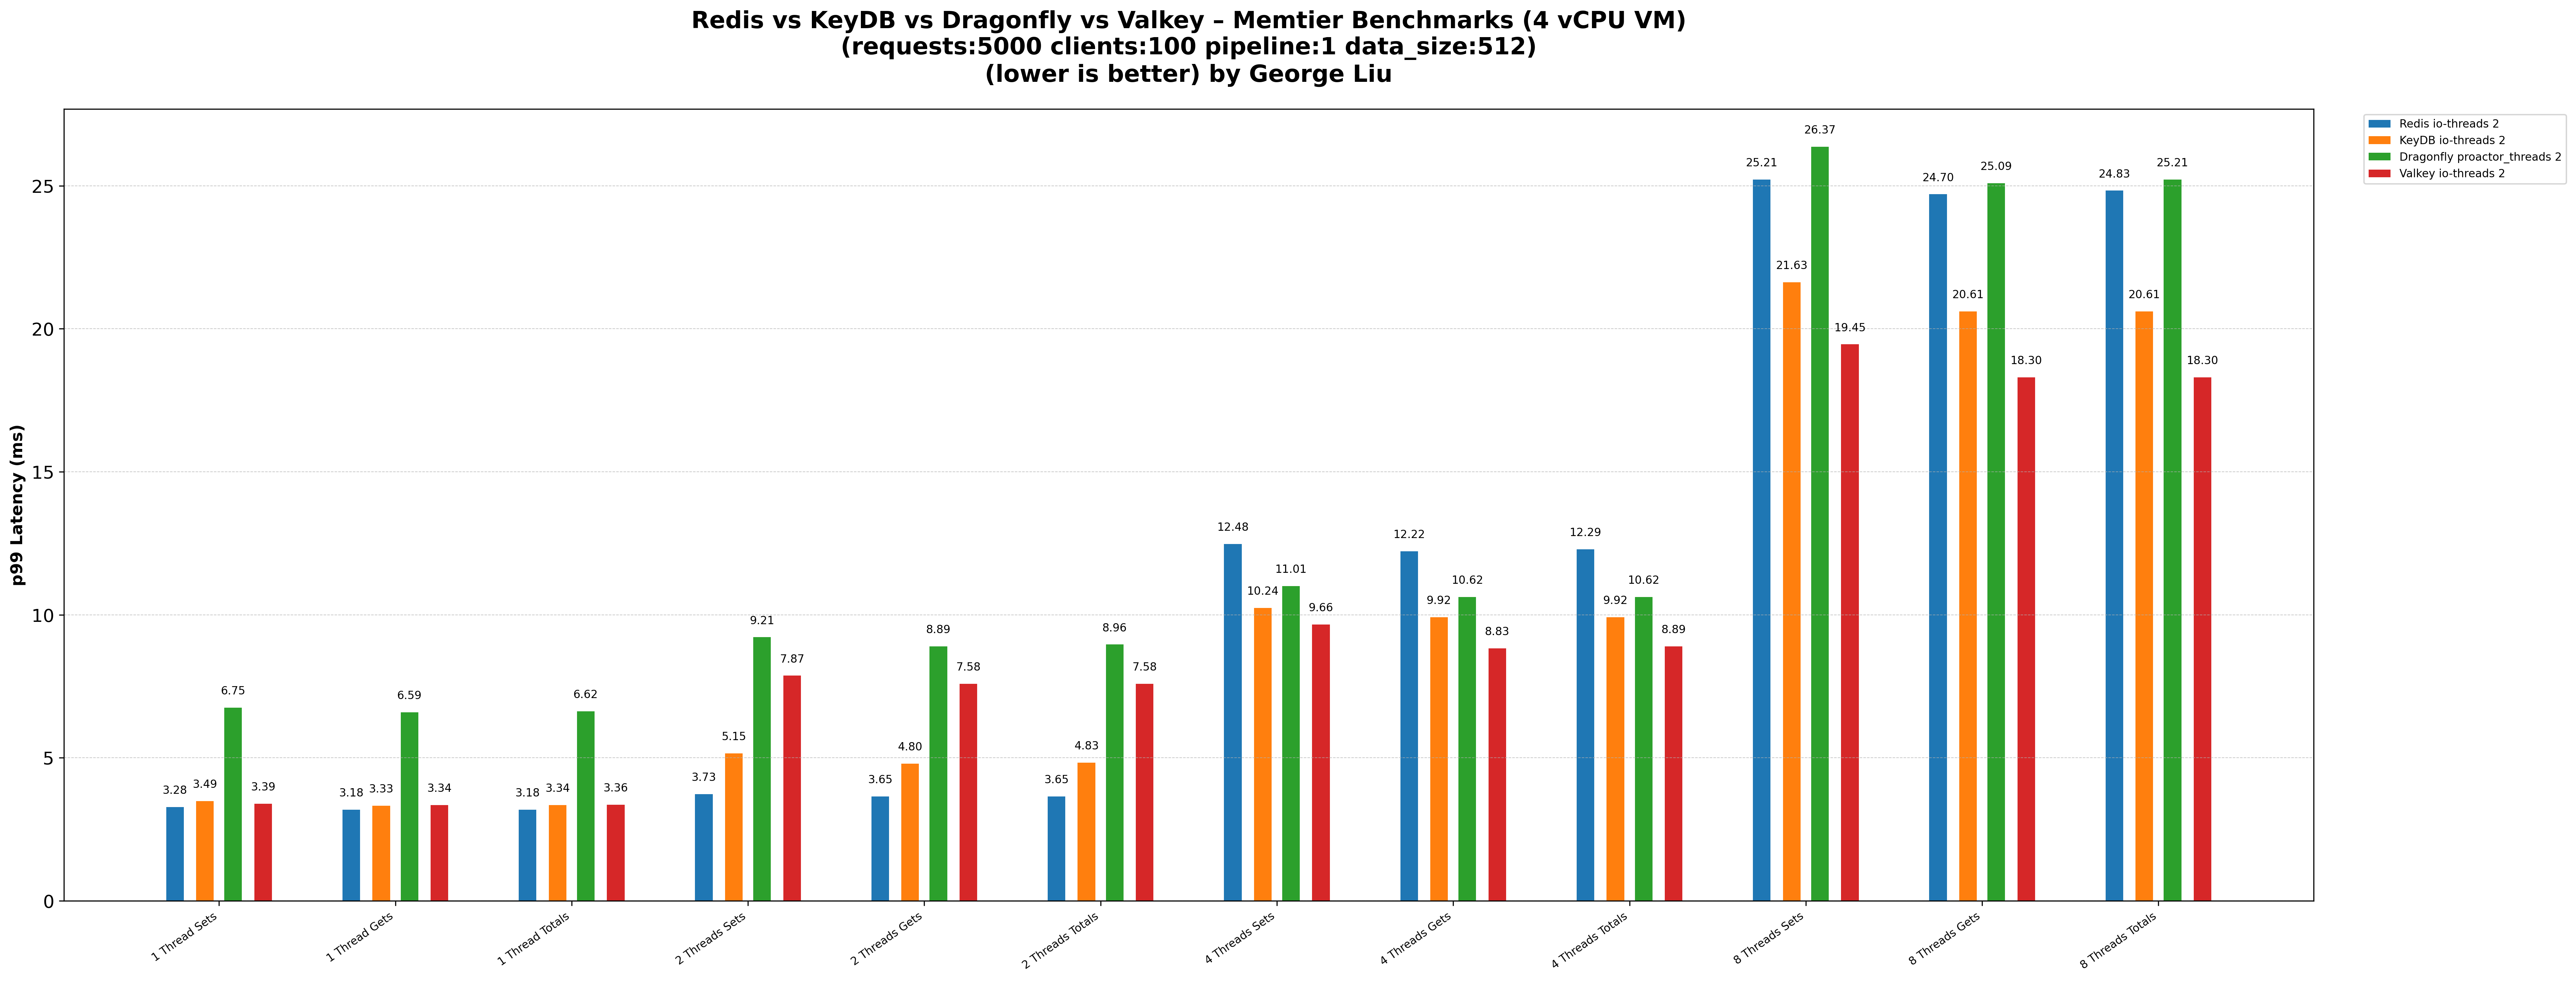 Redis vs KeyDB vs Dragonfly vs Valkey – Memtier Benchmarks (4 vCPU VM)
(requests:5000 clients:100 pipeline:1 data_size:512)
(lower is better) by George Liu
Redis io-threads 2
KeyDB io-threads 2
Dragonfly proactor_threads 2
Valkey io-threads 2
p99 Latency (ms)
25
20
15
10
5
0
3.28 3.49 6.75 3.39
3.18 3.33 6.59 3.34
3.18 3.34 6.62 3.36
3.73 5.15 9.21 7.87
3.65 4.80 8.89 7.58
3.65 4.83 8.96 7.58
12.48 10.24 11.01 9.66
12.22 9.92 10.62 8.83
12.29 9.92 10.62 8.89
25.21 21.63 26.37 19.45
24.70 20.61 25.09 18.30
24.83 20.61 25.21 18.30
1 Thread Sets
1 Thread Gets
1 Thread Totals
2 Threads Sets
2 Threads Gets
2 Threads Totals
4 Threads Sets
4 Threads Gets
4 Threads Totals
8 Threads Sets
8 Threads Gets
8 Threads Totals